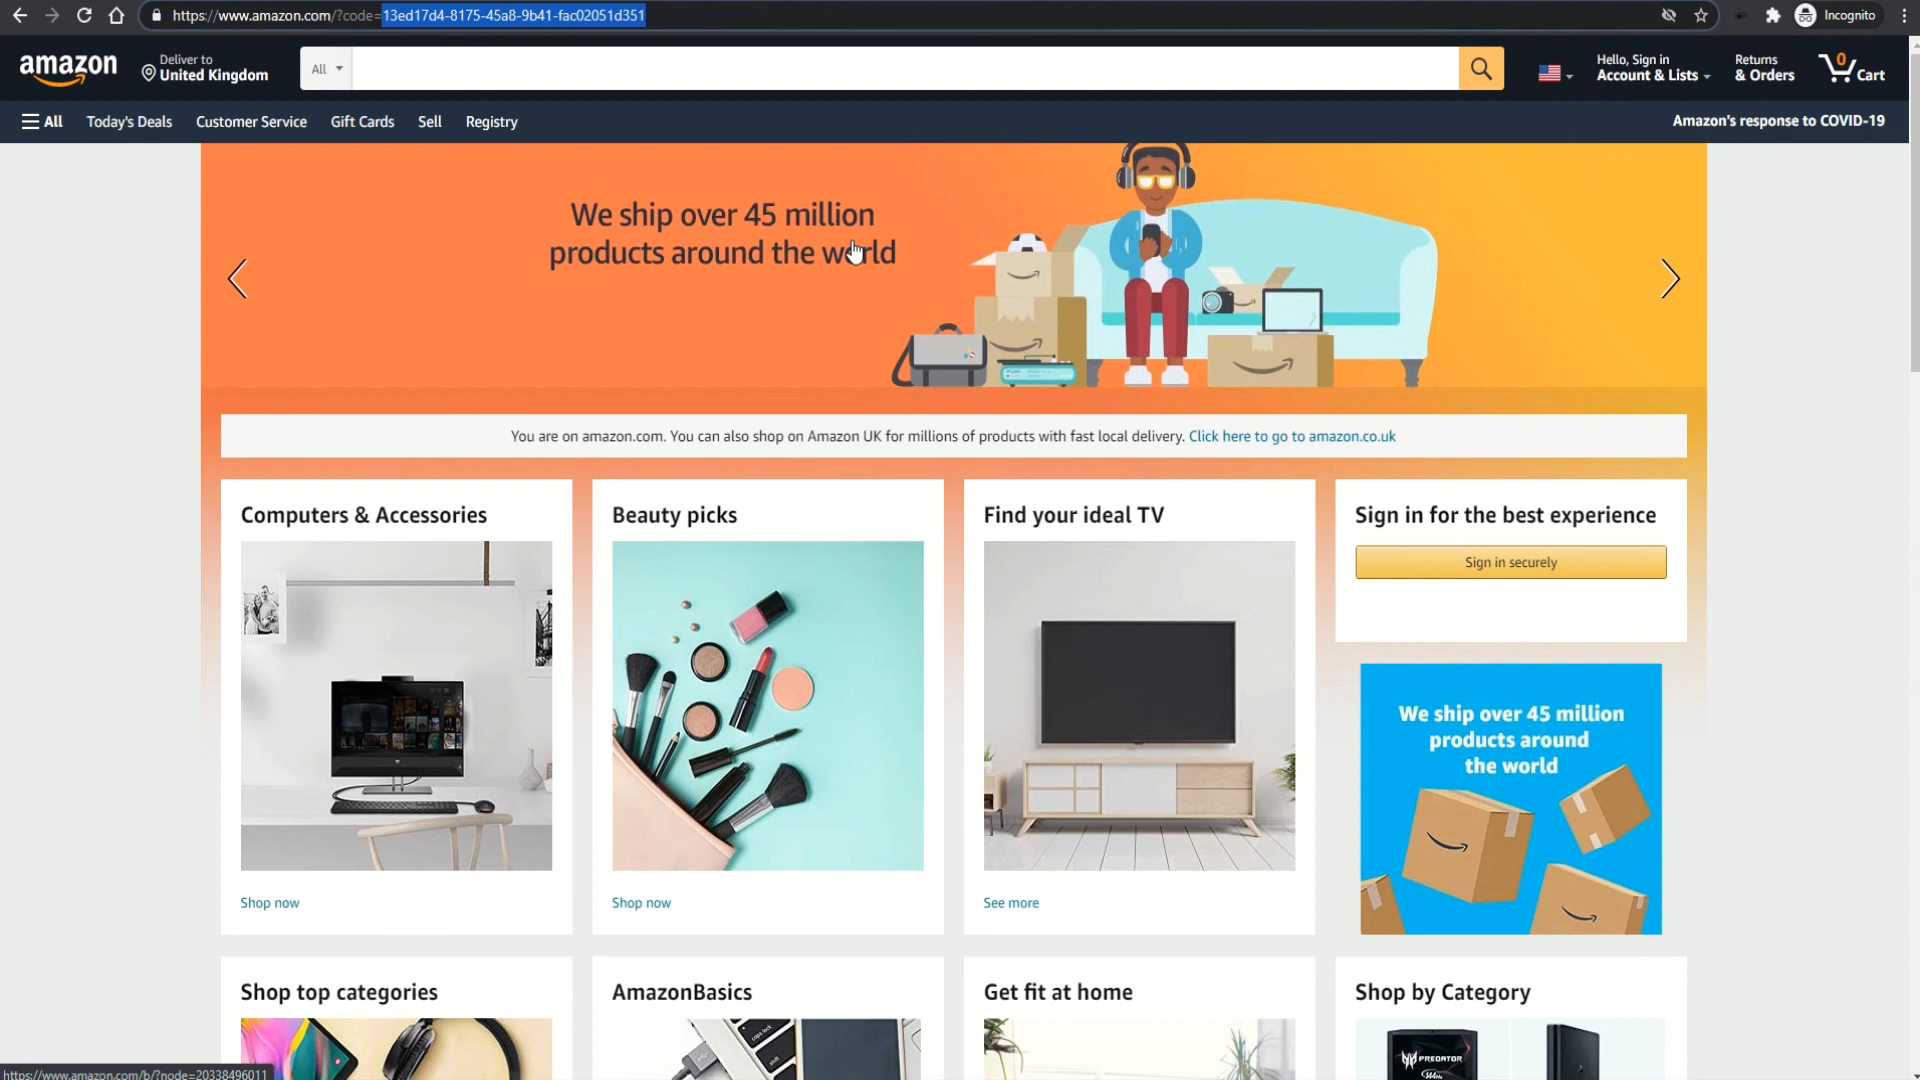 https://www.amazon.com/?code=13ed17d4-8175-45a8-9b41-fac02051d351
Incognito
amazon
Deliver to
United Kingdom
All
Hello, Sign in
Account & Lists
Returns
& Orders
0
Cart
All
Today's Deals
Customer Service
Gift Cards
Sell
Registry
Amazon's response to COVID-19
We ship over 45 million
products around the world
You are on amazon.com. You can also shop on Amazon UK for millions of products with fast local delivery. Click here to go to amazon.co.uk
Computers & Accessories
Beauty picks
Find your ideal TV
Sign in for the best experience
Sign in securely
We ship over 45 million
products around
the world
Shop now
Shop now
See more
Shop top categories
AmazonBasics
Get fit at home
Shop by Category
caps lock
shift
PREDATOR
https://www.amazon.com/b/?node=20338496011